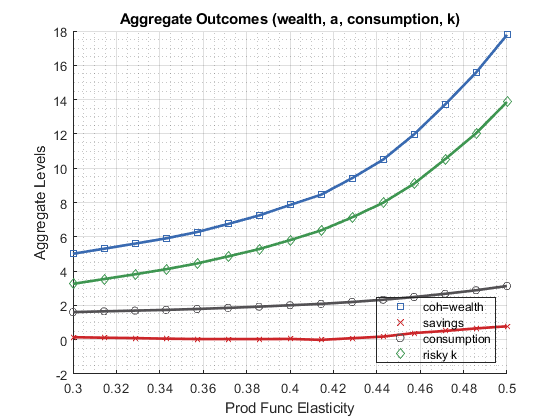 Aggregate Outcomes (wealth, a, consumption, k)
18
16
14
12
10
8
6
4
2
0
-2
Aggregate Levels
coh=wealth
savings
consumption
risky k
0.3 0.32 0.34 0.36 0.38 0.4 0.42 0.44 0.46 0.48 0.5
Prod Func Elasticity